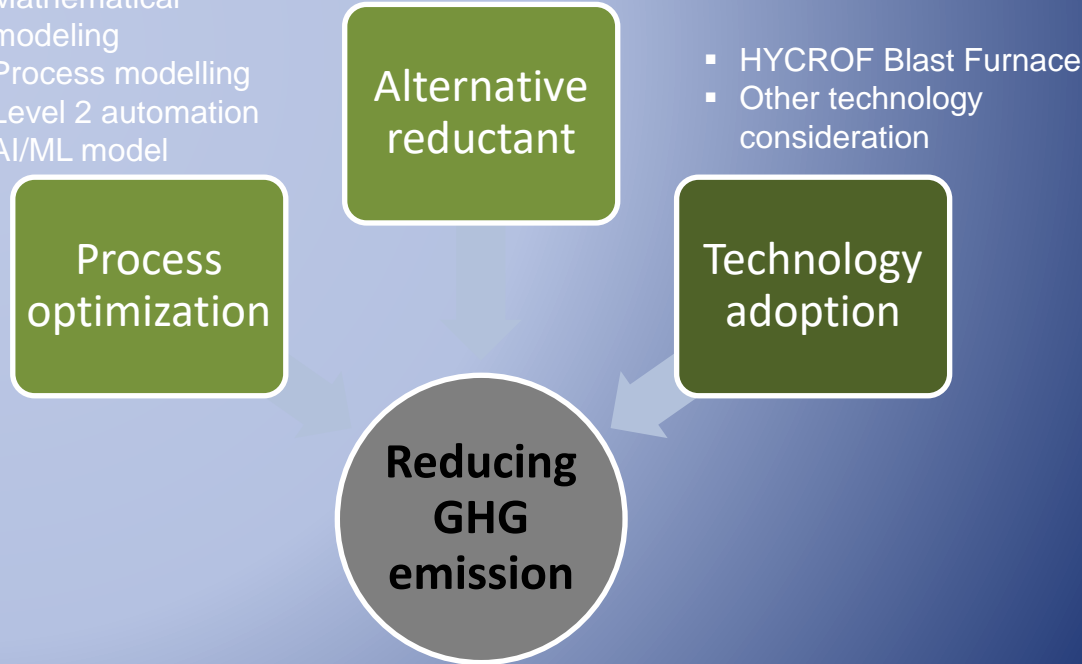 Mathematical
modeling
Process modelling
Level 2 automation
AI/ML model
Alternative
reductant
▪ HYCROF Blast Furnace
▪ Other technology
consideration
Process
optimization
Technology
adoption
Reducing
GHG
emission